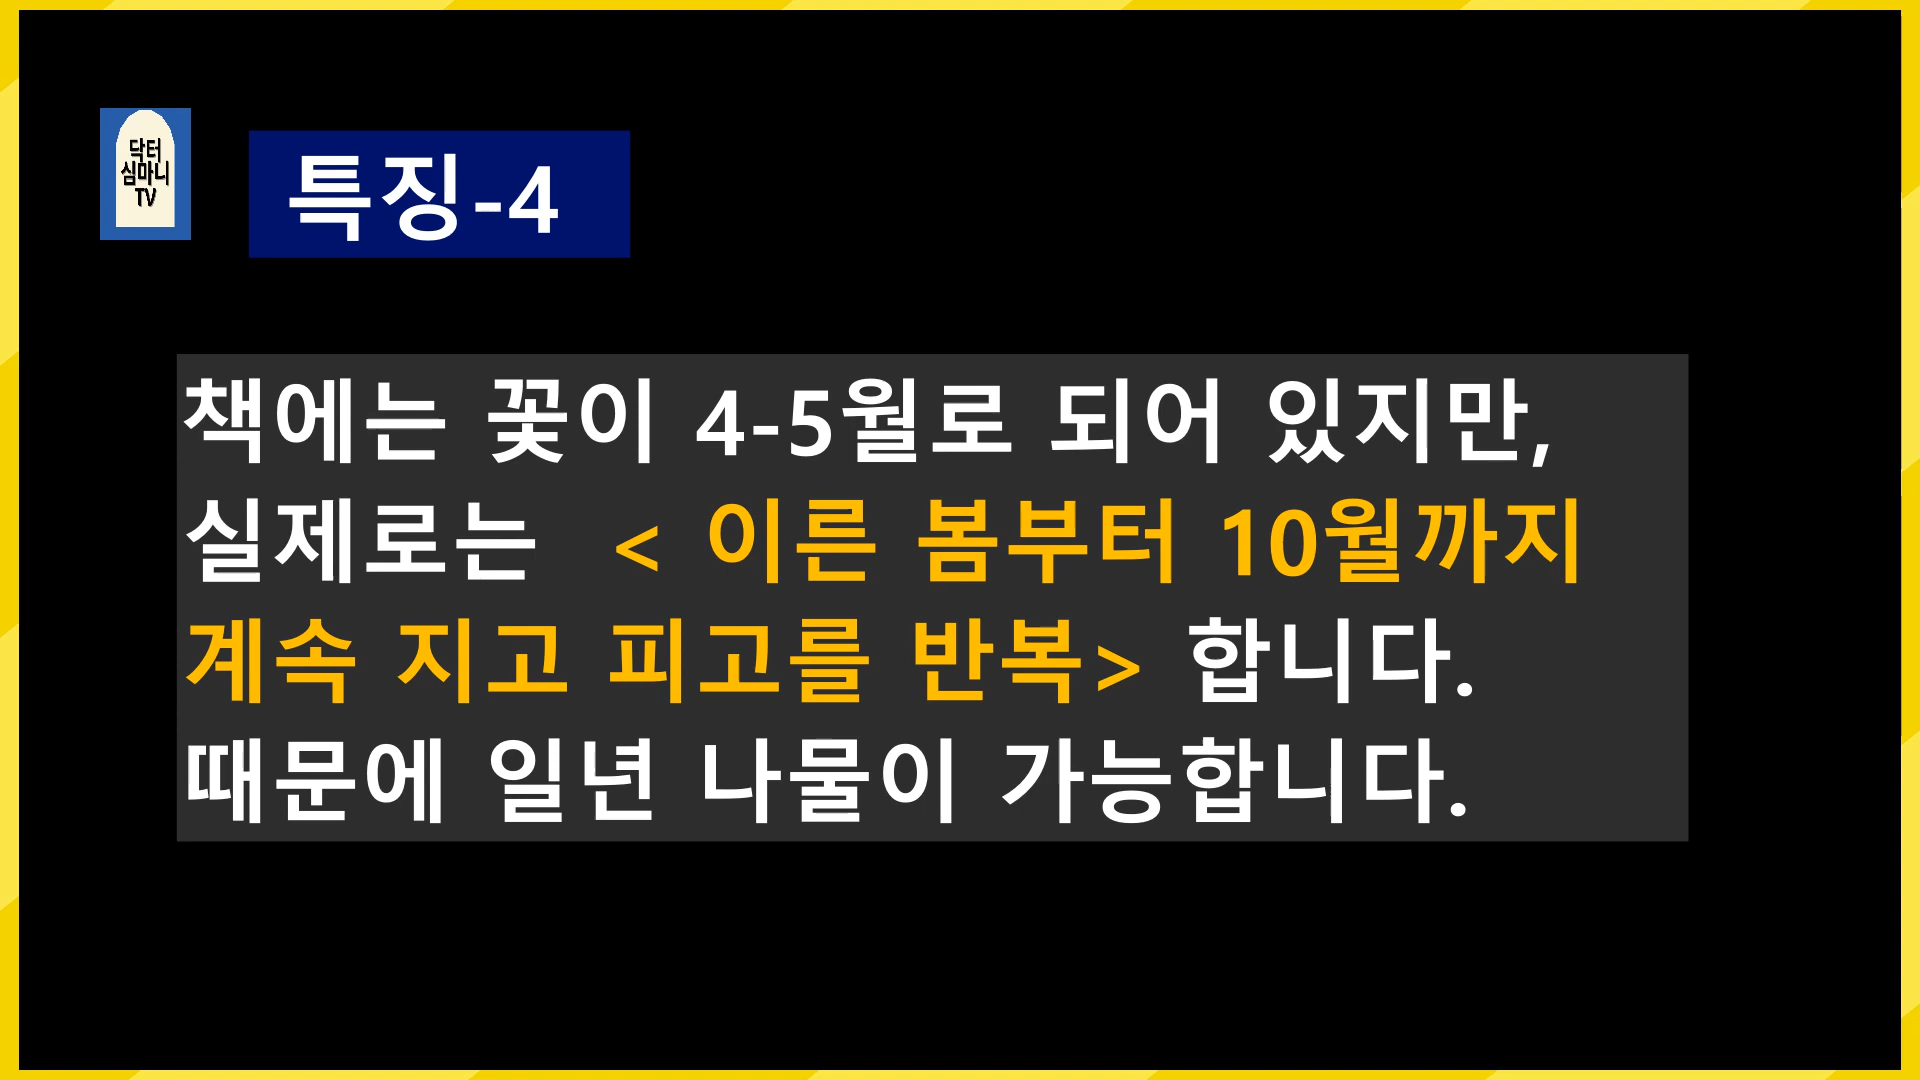 닥터
심마니
TV
특징-4
책에는 꽃이 4-5월로 되어 있지만,
실제로는 < 이른 봄부터 10월까지
계속 지고 피고를 반복> 합니다.
때문에 일년 나물이 가능합니다.